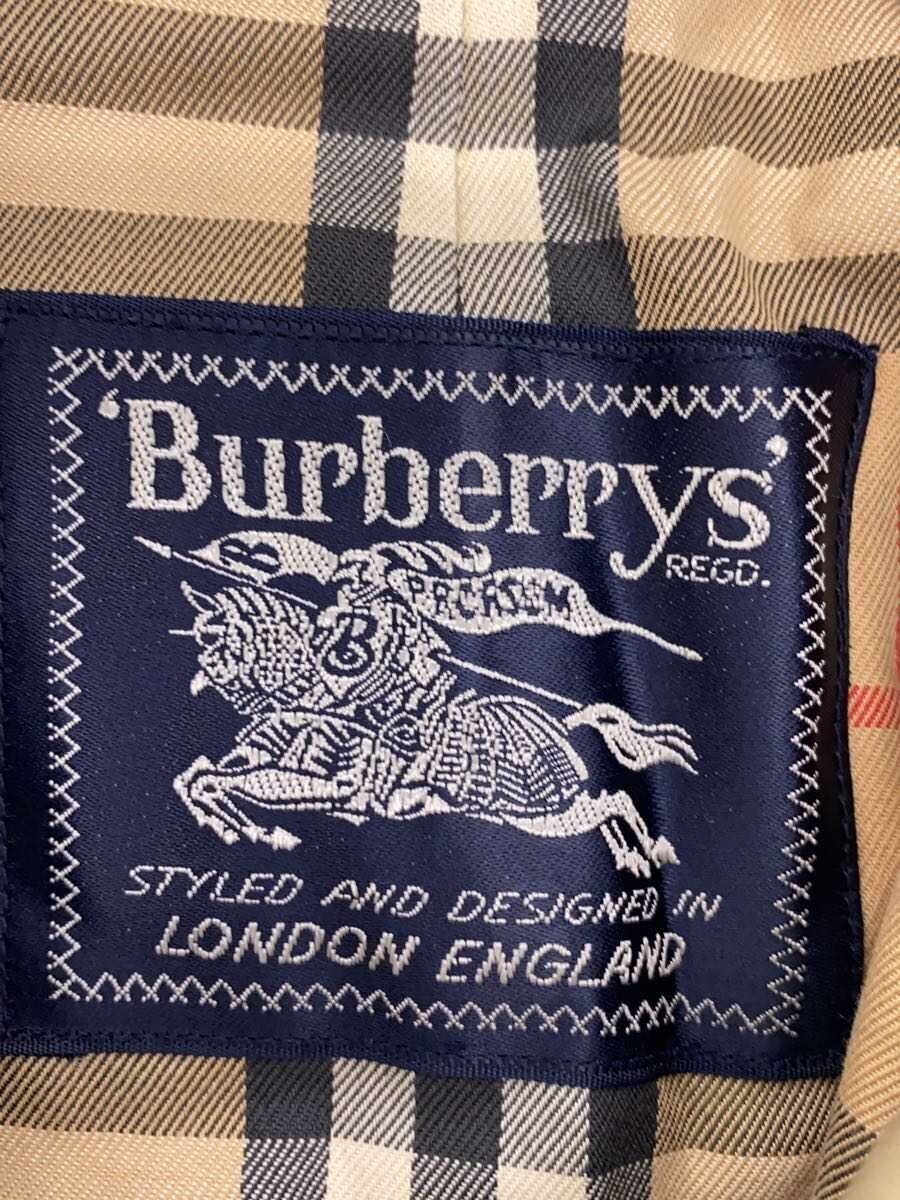 'Burberrys'
REGD.
B
PRORSUM
B
STYLED AND DESIGNED IN
LONDON ENGLAND